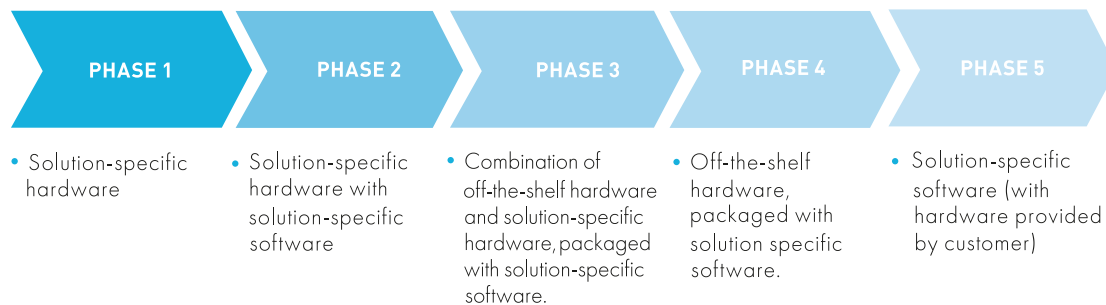 PHASE 1
PHASE 2
PHASE 3
PHASE 4
PHASE 5
• Solution-specific
hardware
• Solution-specific
hardware with
solution-specific
software
• Combination of
off-the-shelf hardware
and solution-specific
hardware, packaged
with solution-specific
software.
• Off-the-shelf
hardware,
packaged with
solution specific
software.
• Solution-specific
software (with
hardware provided
by customer)